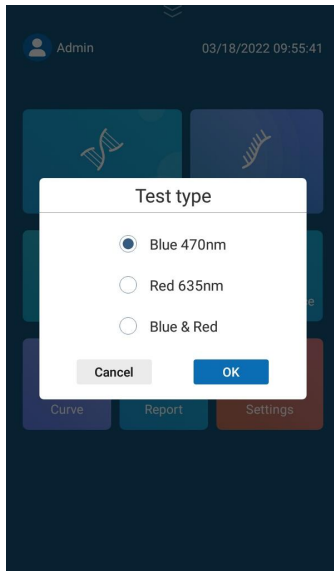 Admin
03/18/2022 09:55:41
Test type
Blue 470nm
Red 635nm
Blue & Red
Cancel
OK
Curve
Report
Settings